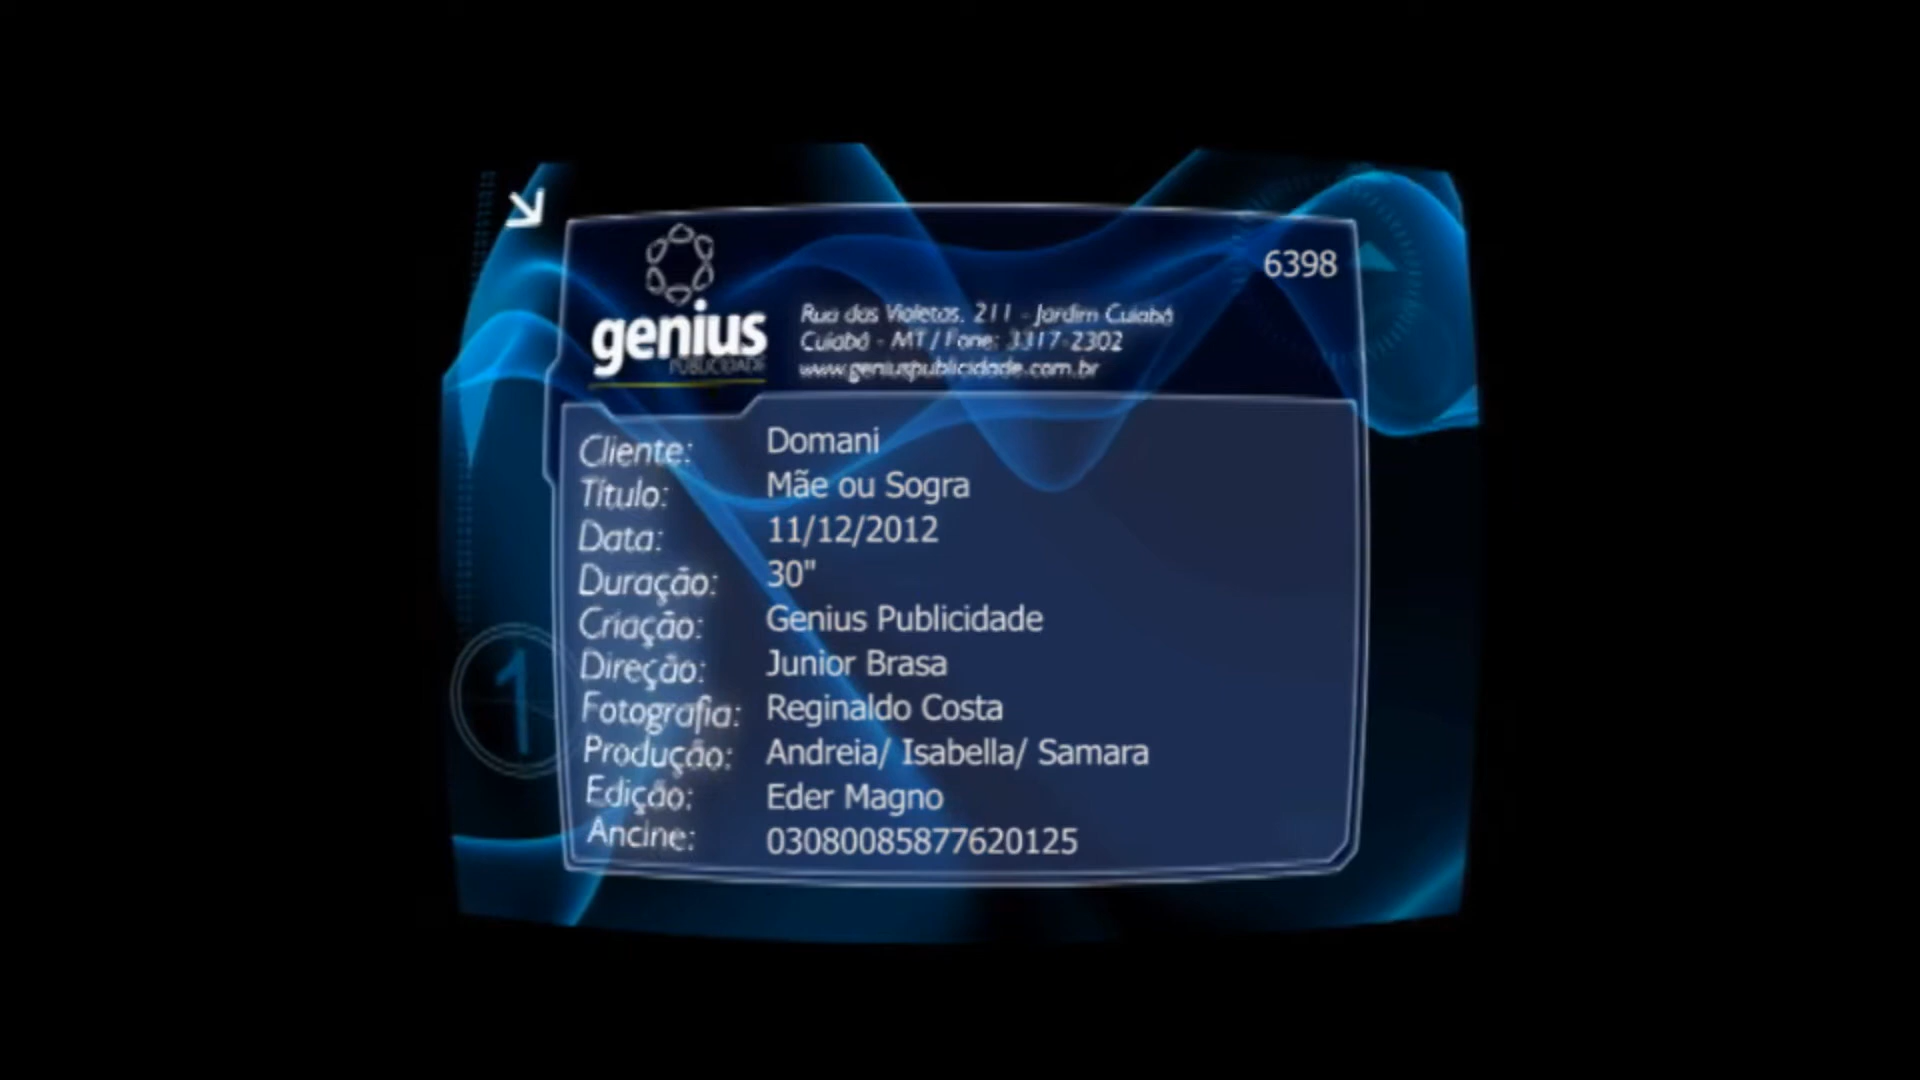 6398
genius
PUBLICIDADE
Rua das Violetas, 211 - Jardim Cuiabá
Cuiabá - MT / Fone: 3317-2302
www.geniuspublicidade.com.br
Cliente: Domani
Título: Mãe ou Sogra
Data: 11/12/2012
Duração: 30"
Criação: Genius Publicidade
Direção: Junior Brasa
Fotografia: Reginaldo Costa
Produção: Andreia/ Isabella/ Samara
Edição: Eder Magno
Ancine: 03080085877620125
1